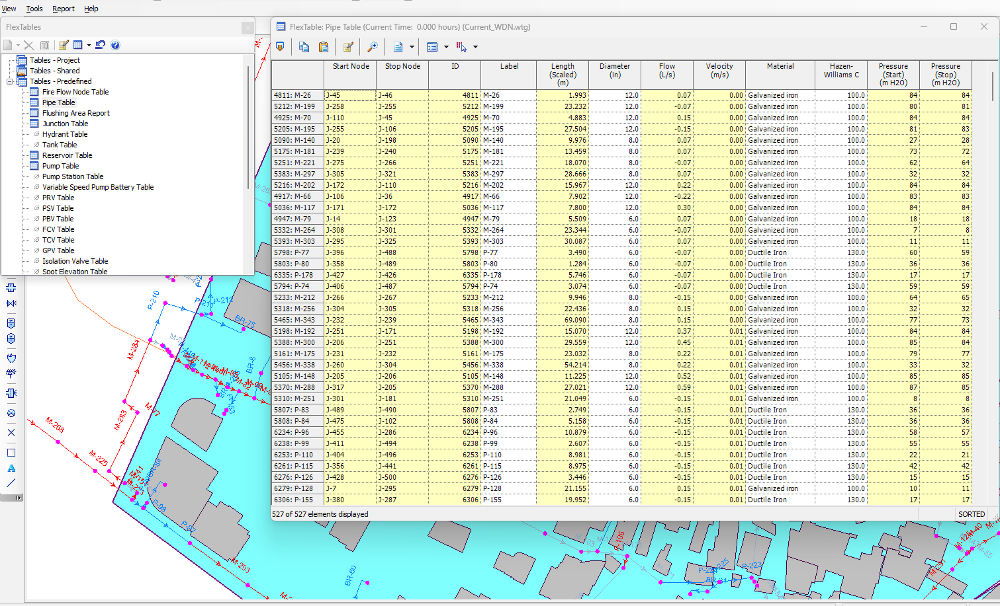 View Tools Report Help
FlexTables
Tables - Project
Tables - Shared
Tables - Predefined
Fire Flow Node Table
Pipe Table
Flushing Area Report
Junction Table
Hydrant Table
Tank Table
Reservoir Table
Pump Table
Pump Station Table
Variable Speed Pump Battery Table
PRV Table
PSV Table
PBV Table
FCV Table
TCV Table
GPV Table
Isolation Valve Table
Spot Elevation Table
FlexTable: Pipe Table (Current Time: 0.000 hours) (Current_WDN.wtg)
Start Node Stop Node ID Label Length (Scaled) (m) Diameter (in) Flow (L/s) Velocity (m/s) Material Hazen-Williams C Pressure (Start) (m H2O) Pressure (Stop) (m H2O)
4811: M-26 J-45 J-46 4811 M-26 1.993 12.0 0.07 0.00 Galvanized iron 100.0 84 84
5212: M-199 J-258 J-255 5212 M-199 23.232 12.0 -0.07 0.00 Galvanized iron 100.0 80 81
4925: M-70 J-110 J-45 4925 M-70 4.883 12.0 0.15 0.00 Galvanized iron 100.0 84 84
5205: M-195 J-255 J-106 5205 M-195 27.504 12.0 -0.15 0.00 Galvanized iron 100.0 81 83
5090: M-140 J-20 J-198 5090 M-140 9.976 8.0 0.07 0.00 Galvanized iron 100.0 27 28
5175: M-181 J-239 J-240 5175 M-181 13.459 8.0 0.07 0.00 Galvanized iron 100.0 73 72
5251: M-221 J-275 J-266 5251 M-221 18.070 8.0 -0.07 0.00 Galvanized iron 100.0 62 64
5383: M-297 J-305 J-321 5383 M-297 28.666 8.0 0.07 0.00 Galvanized iron 100.0 32 32
5216: M-202 J-172 J-110 5216 M-202 15.967 12.0 0.22 0.00 Galvanized iron 100.0 84 84
4917: M-66 J-106 J-36 4917 M-66 7.902 12.0 -0.22 0.00 Galvanized iron 100.0 83 83
5036: M-117 J-171 J-172 5036 M-117 7.800 12.0 0.30 0.00 Galvanized iron 100.0 84 84
4947: M-79 J-14 J-123 4947 M-79 5.509 6.0 0.07 0.00 Galvanized iron 100.0 18 18
5332: M-264 J-308 J-301 5332 M-264 23.344 6.0 -0.07 0.00 Galvanized iron 100.0 7 8
5393: M-303 J-295 J-325 5393 M-303 30.087 6.0 0.07 0.00 Galvanized iron 100.0 11 11
5798: P-77 J-396 J-488 5798 P-77 3.490 6.0 -0.07 0.00 Ductile Iron 130.0 60 59
5803: P-80 J-358 J-489 5803 P-80 1.284 6.0 -0.07 0.00 Ductile Iron 130.0 36 36
6335: P-178 J-427 J-426 6335 P-178 5.746 6.0 -0.07 0.00 Ductile Iron 130.0 17 17
5794: P-74 J-406 J-487 5794 P-74 3.074 6.0 -0.07 0.00 Ductile Iron 130.0 59 59
5233: M-212 J-266 J-267 5233 M-212 9.946 8.0 -0.15 0.00 Galvanized iron 100.0 64 65
5318: M-256 J-304 J-305 5318 M-256 22.436 8.0 0.15 0.00 Galvanized iron 100.0 32 32
5465: M-343 J-232 J-239 5465 M-343 69.090 8.0 0.15 0.00 Galvanized iron 100.0 77 73
5198: M-192 J-251 J-171 5198 M-192 15.070 12.0 0.37 0.01 Galvanized iron 100.0 84 84
5388: M-300 J-206 J-251 5388 M-300 29.559 12.0 0.45 0.01 Galvanized iron 100.0 85 84
5161: M-175 J-231 J-232 5161 M-175 23.032 8.0 0.22 0.01 Galvanized iron 100.0 79 77
5456: M-338 J-260 J-304 5456 M-338 54.214 8.0 0.22 0.01 Galvanized iron 100.0 33 32
5105: M-148 J-205 J-206 5105 M-148 11.225 12.0 0.52 0.01 Galvanized iron 100.0 85 85
5370: M-288 J-317 J-205 5370 M-288 27.021 12.0 0.59 0.01 Galvanized iron 100.0 87 85
5310: M-251 J-301 J-181 5310 M-251 21.049 6.0 -0.15 0.01 Galvanized iron 100.0 8 8
5807: P-83 J-489 J-490 5807 P-83 2.749 6.0 -0.15 0.01 Ductile Iron 130.0 36 36
5808: P-84 J-475 J-102 5808 P-84 5.158 6.0 -0.15 0.01 Ductile Iron 130.0 36 36
6234: P-96 J-455 J-286 6234 P-96 10.879 6.0 -0.15 0.01 Ductile Iron 130.0 58 57
6238: P-99 J-411 J-494 6238 P-99 2.607 6.0 -0.15 0.01 Ductile Iron 130.0 55 55
6253: P-110 J-404 J-496 6253 P-110 8.981 6.0 -0.15 0.01 Ductile Iron 130.0 22 21
6261: P-115 J-356 J-441 6261 P-115 8.975 6.0 -0.15 0.01 Ductile Iron 130.0 42 42
6276: P-126 J-428 J-500 6276 P-126 3.446 6.0 -0.15 0.01 Ductile Iron 130.0 15 15
6279: P-128 J-7 J-295 6279 P-128 21.155 6.0 0.15 0.01 Galvanized iron 100.0 10 11
6306: P-155 J-380 J-287 6306 P-155 19.952 6.0 -0.15 0.01 Ductile Iron 130.0 17 17
527 of 527 elements displayed SORTED
P-210
P-212
BR-75
M-284
BR-8
M-77
M-283
M-268
M-225
P-98
P-97
M-293
BR-50
P-106
P-223
M-40